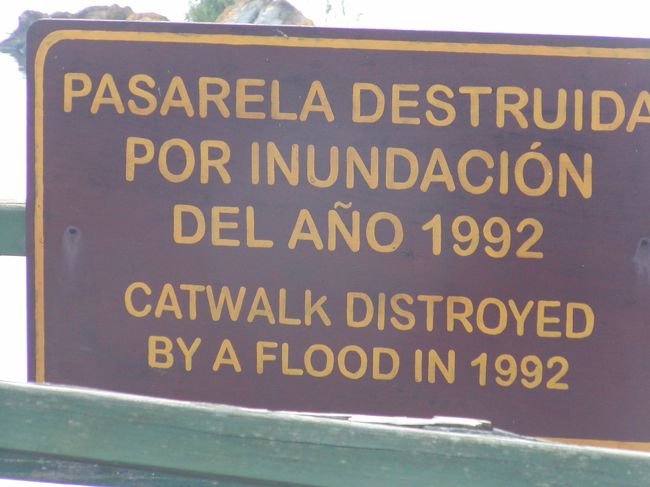 PASARELA DESTRUIDA
POR INUNDACIÓN
DEL AÑO 1992
CATWALK DISTROYED
BY A FLOOD IN 1992